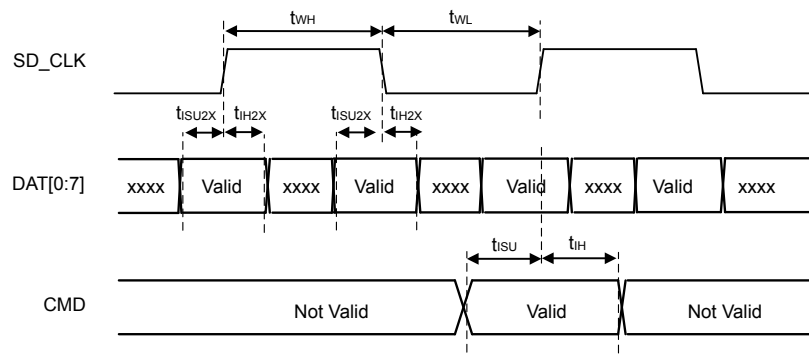 tWH tWL
SD_CLK
tISU2X tIH2X tISU2X tIH2X
DAT[0:7] xxxx Valid xxxx Valid xxxx Valid xxxx Valid xxxx
tISU tIH
CMD Not Valid Valid Not Valid